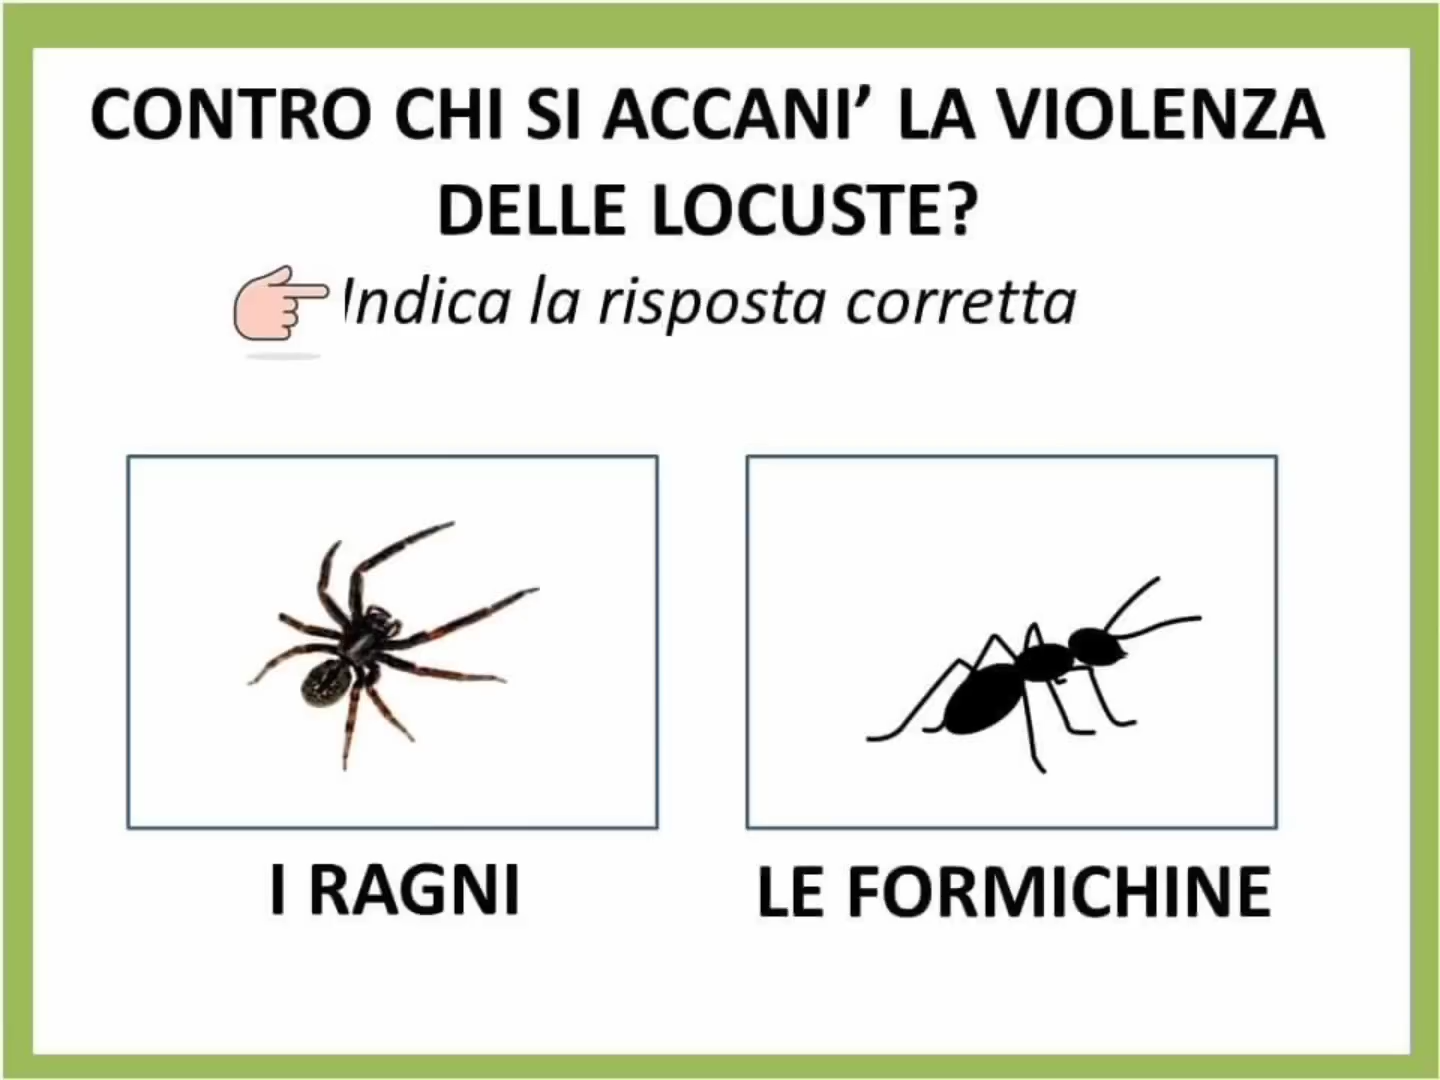 CONTRO CHI SI ACCANI’ LA VIOLENZA
DELLE LOCUSTE?
Indica la risposta corretta
I RAGNI
LE FORMICHINE